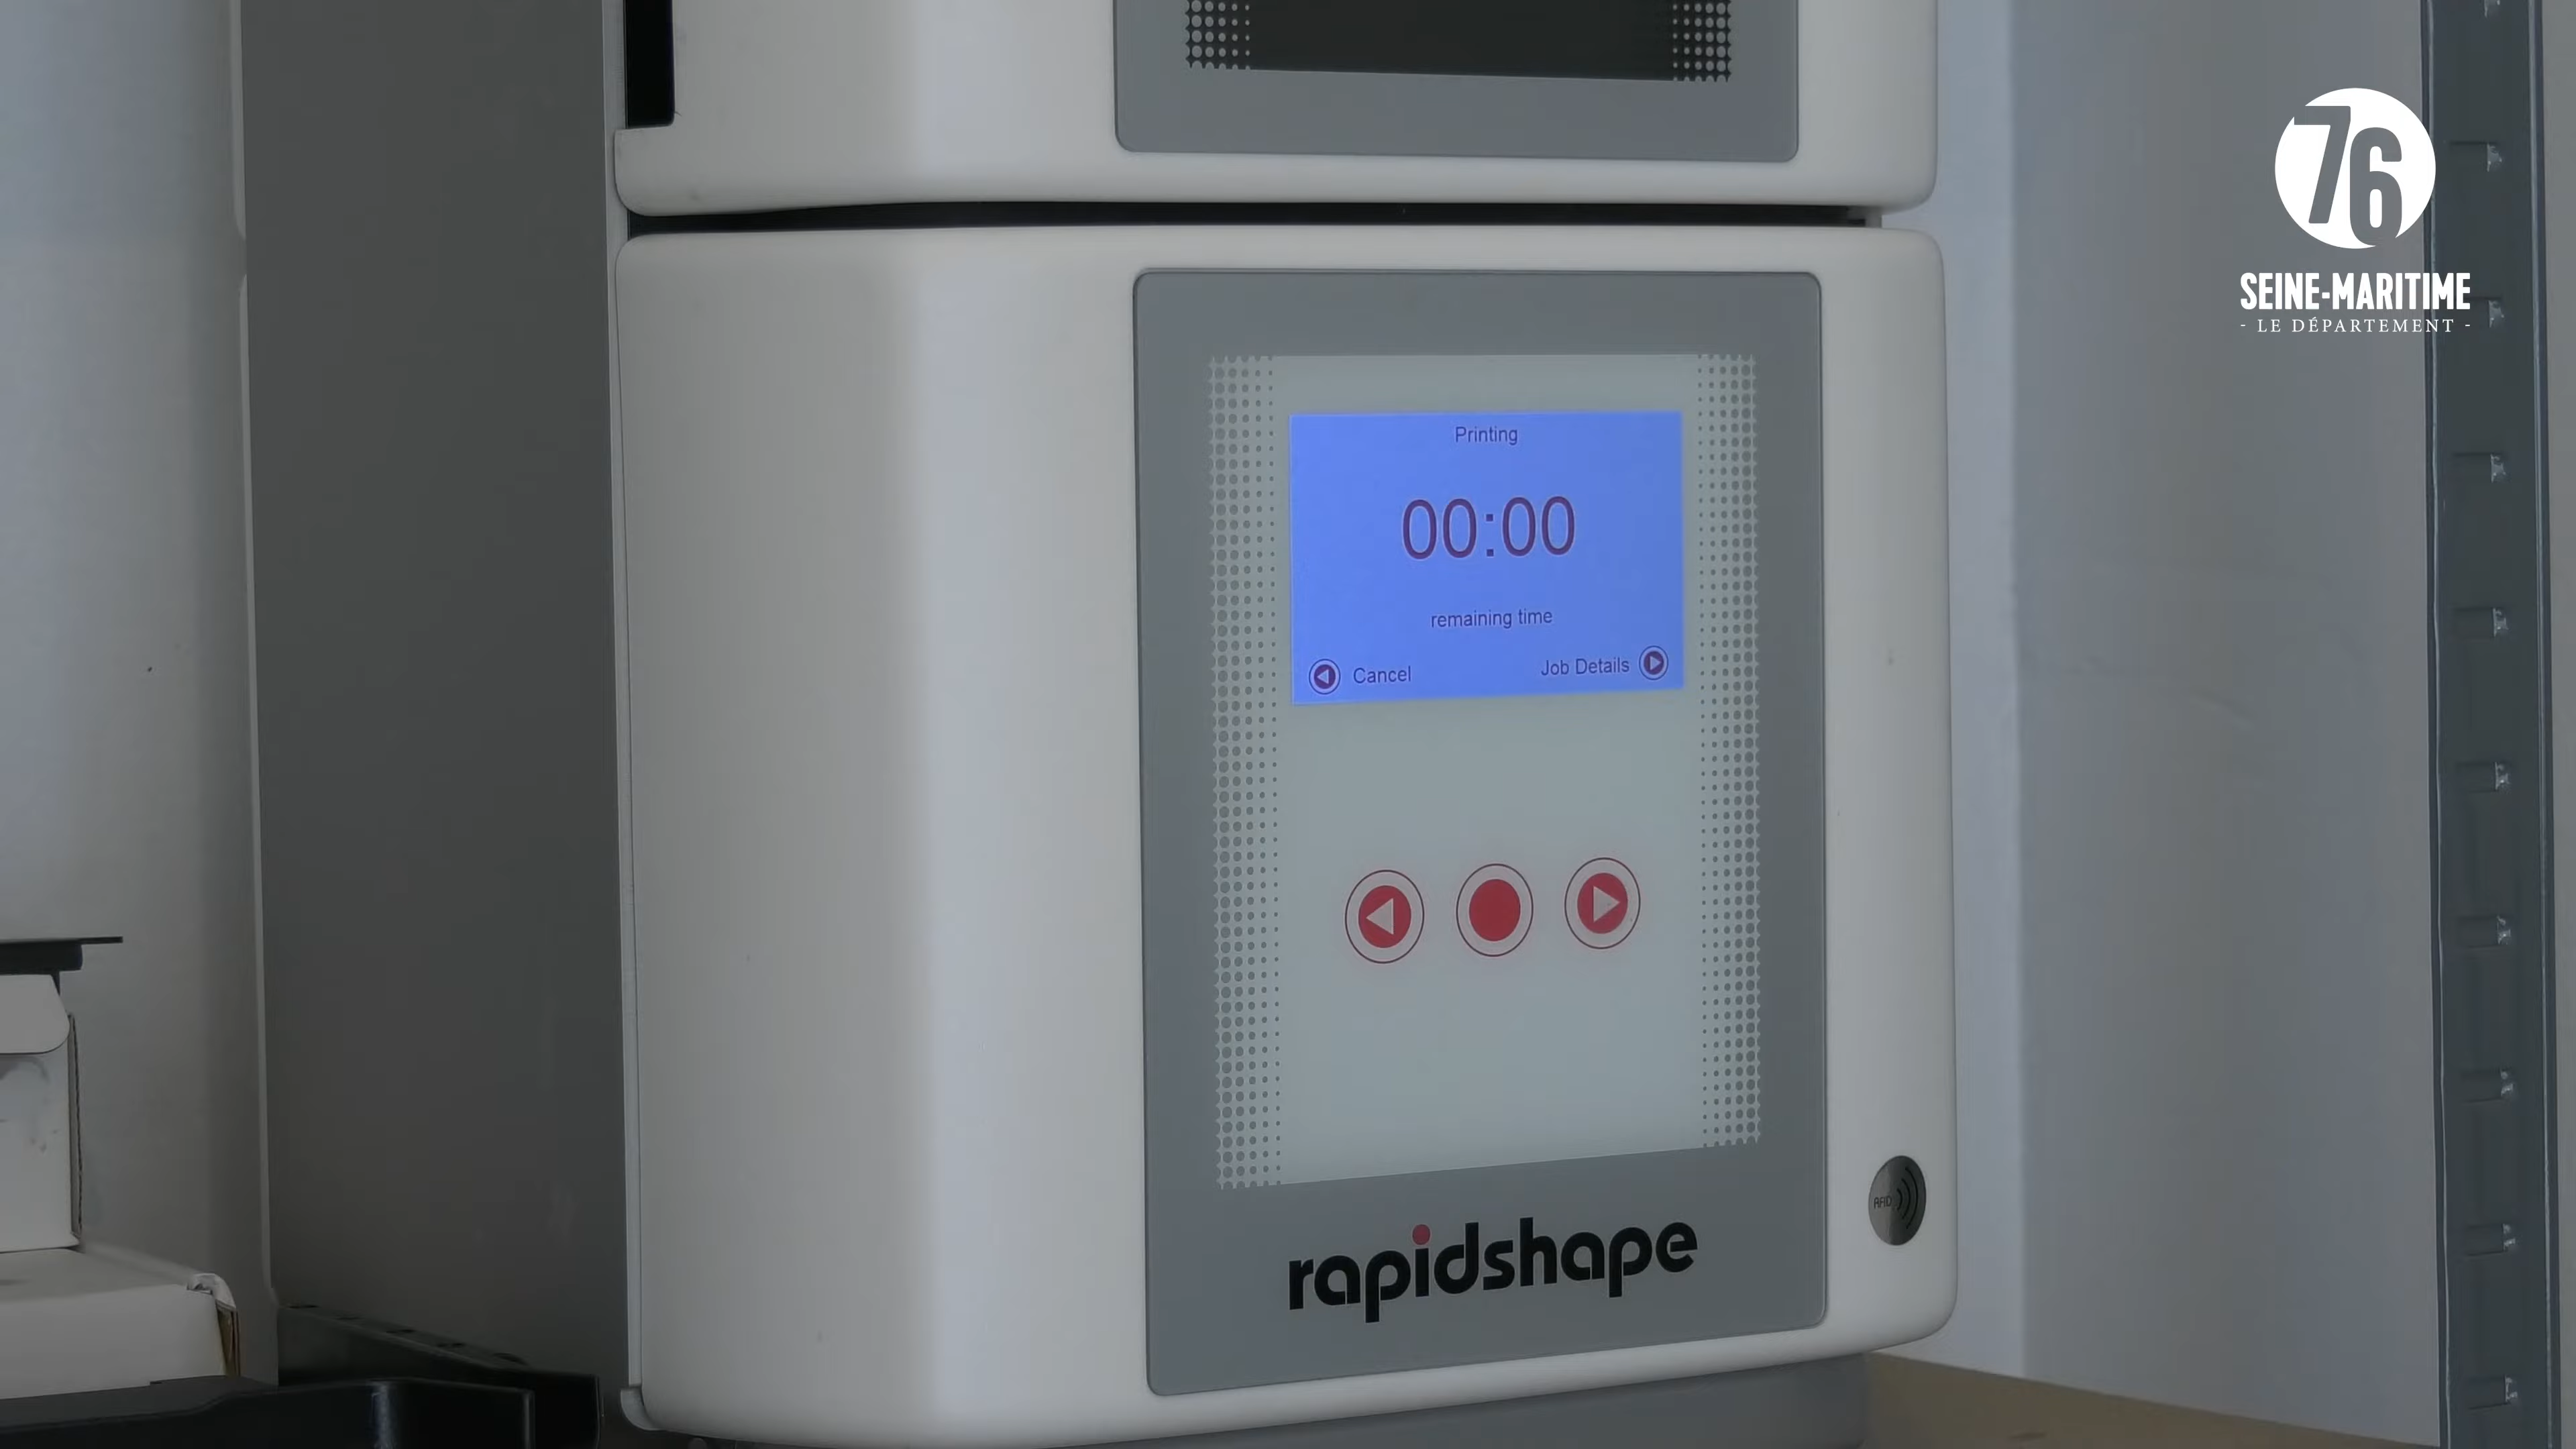 76
SEINE-MARITIME
- LE DÉPARTEMENT -
Printing
00:00
remaining time
Cancel
Job Details
rapidshape
RFID